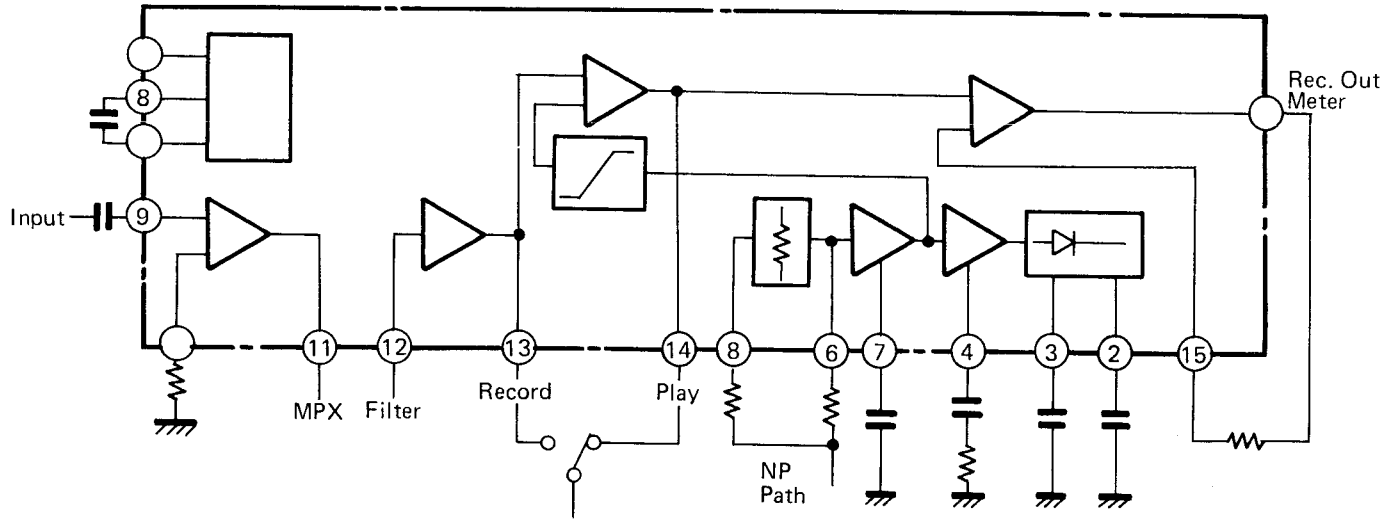 8
Rec. Out
Meter
Input
9
11
12
13
14
8
6
7
4
3
2
15
MPX
Filter
Record
Play
NP
Path